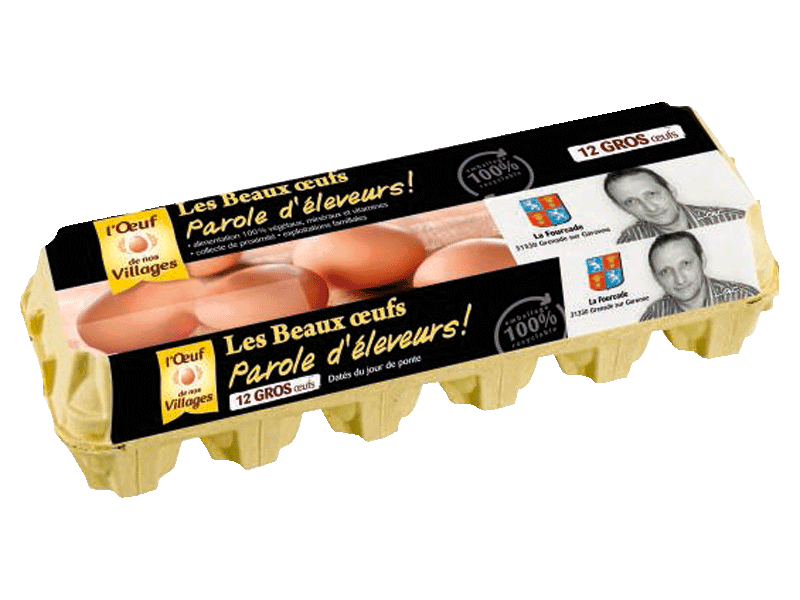 12 GROS œufs
Les Beaux œufs
Parole d'éleveurs!
• alimentation 100% végétaux, minéraux et vitamines
• collecte de proximité • exploitations familiales
l'Œuf
de nos
Villages
emballage
100%
recyclable
La Fourcade
31330 Grenade sur Garonne
Les Beaux œufs
Parole d'éleveurs!
12 GROS œufs
Datés du jour de ponte
l'Œuf
de nos
Villages
emballage
100%
recyclable
La Fourcade
31330 Grenade sur Garonne